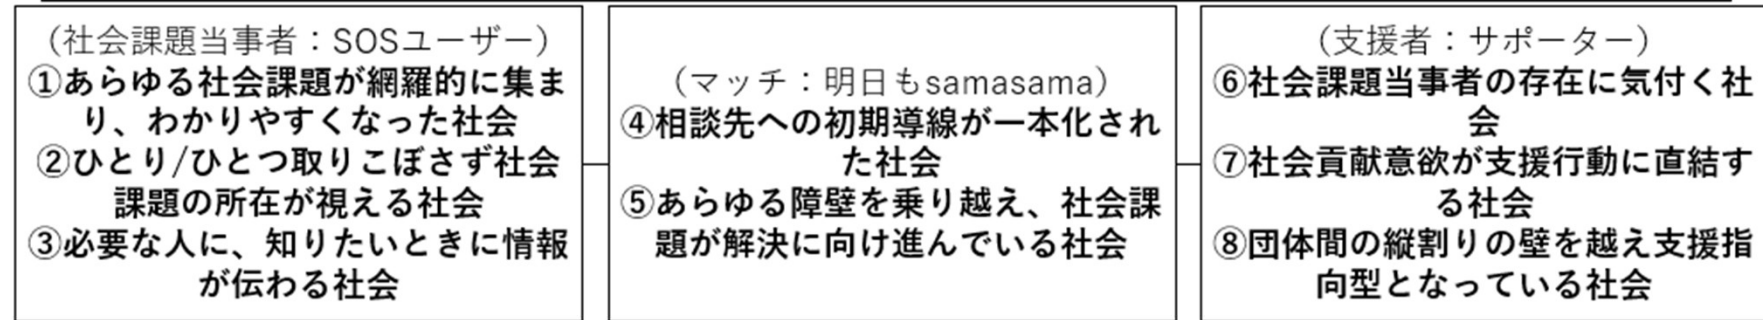 （社会課題当事者：SOSユーザー）
①あらゆる社会課題が網羅的に集ま
り、わかりやすくなった社会
②ひとり/ひとつ取りこぼさず社会
課題の所在が視える社会
③必要な人に、知りたいときに情報
が伝わる社会
（マッチ：明日もsamasama）
④相談先への初期導線が一本化され
た社会
⑤あらゆる障壁を乗り越え、社会課
題が解決に向け進んでいる社会
（支援者：サポーター）
⑥社会課題当事者の存在に気付く社
会
⑦社会貢献意欲が支援行動に直結す
る社会
⑧団体間の縦割りの壁を越え支援指
向型となっている社会